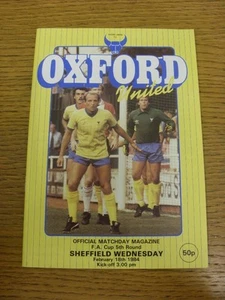 OXFORD
United
OFFICIAL MATCHDAY MAGAZINE
F.A. Cup 5th Round
SHEFFIELD WEDNESDAY
February 18th 1984
Kick-off 3.00 pm
50p